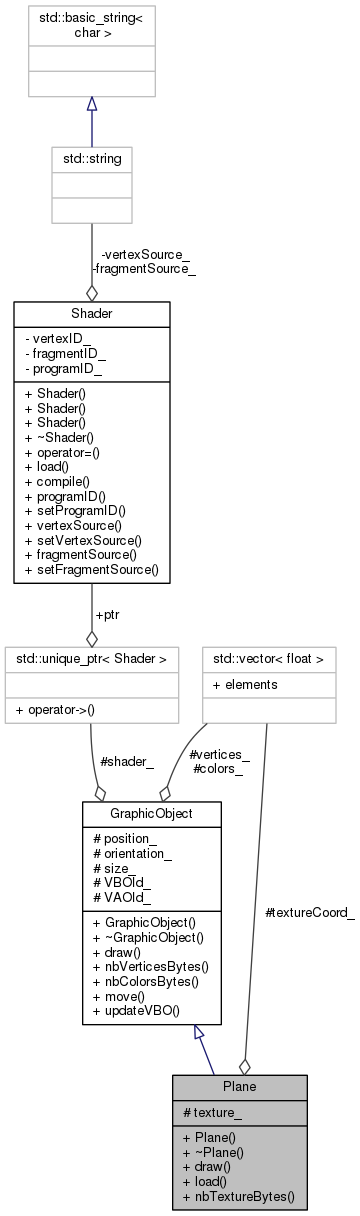 std::basic_string<
char >
std::string
-vertexSource_
-fragmentSource_
Shader
- vertexID_
- fragmentID_
- programID_
+ Shader()
+ Shader()
+ Shader()
+ ~Shader()
+ operator=()
+ load()
+ compile()
+ programID()
+ setProgramID()
+ vertexSource()
+ setVertexSource()
+ fragmentSource()
+ setFragmentSource()
+ptr
std::unique_ptr< Shader >
+ operator->()
std::vector< float >
+ elements
#shader_
#vertices_
#colors_
GraphicObject
# position_
# orientation_
# size_
# VBOId_
# VAOId_
+ GraphicObject()
+ ~GraphicObject()
+ draw()
+ nbVerticesBytes()
+ nbColorsBytes()
+ move()
+ updateVBO()
#textureCoord_
Plane
# texture_
+ Plane()
+ ~Plane()
+ draw()
+ load()
+ nbTextureBytes()